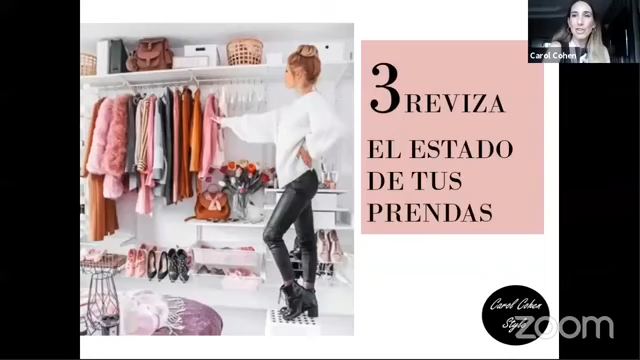 Carol Cohen
3 REVIZA
EL ESTADO
DE TUS
PRENDAS
Carol Cohen
Style
zoom